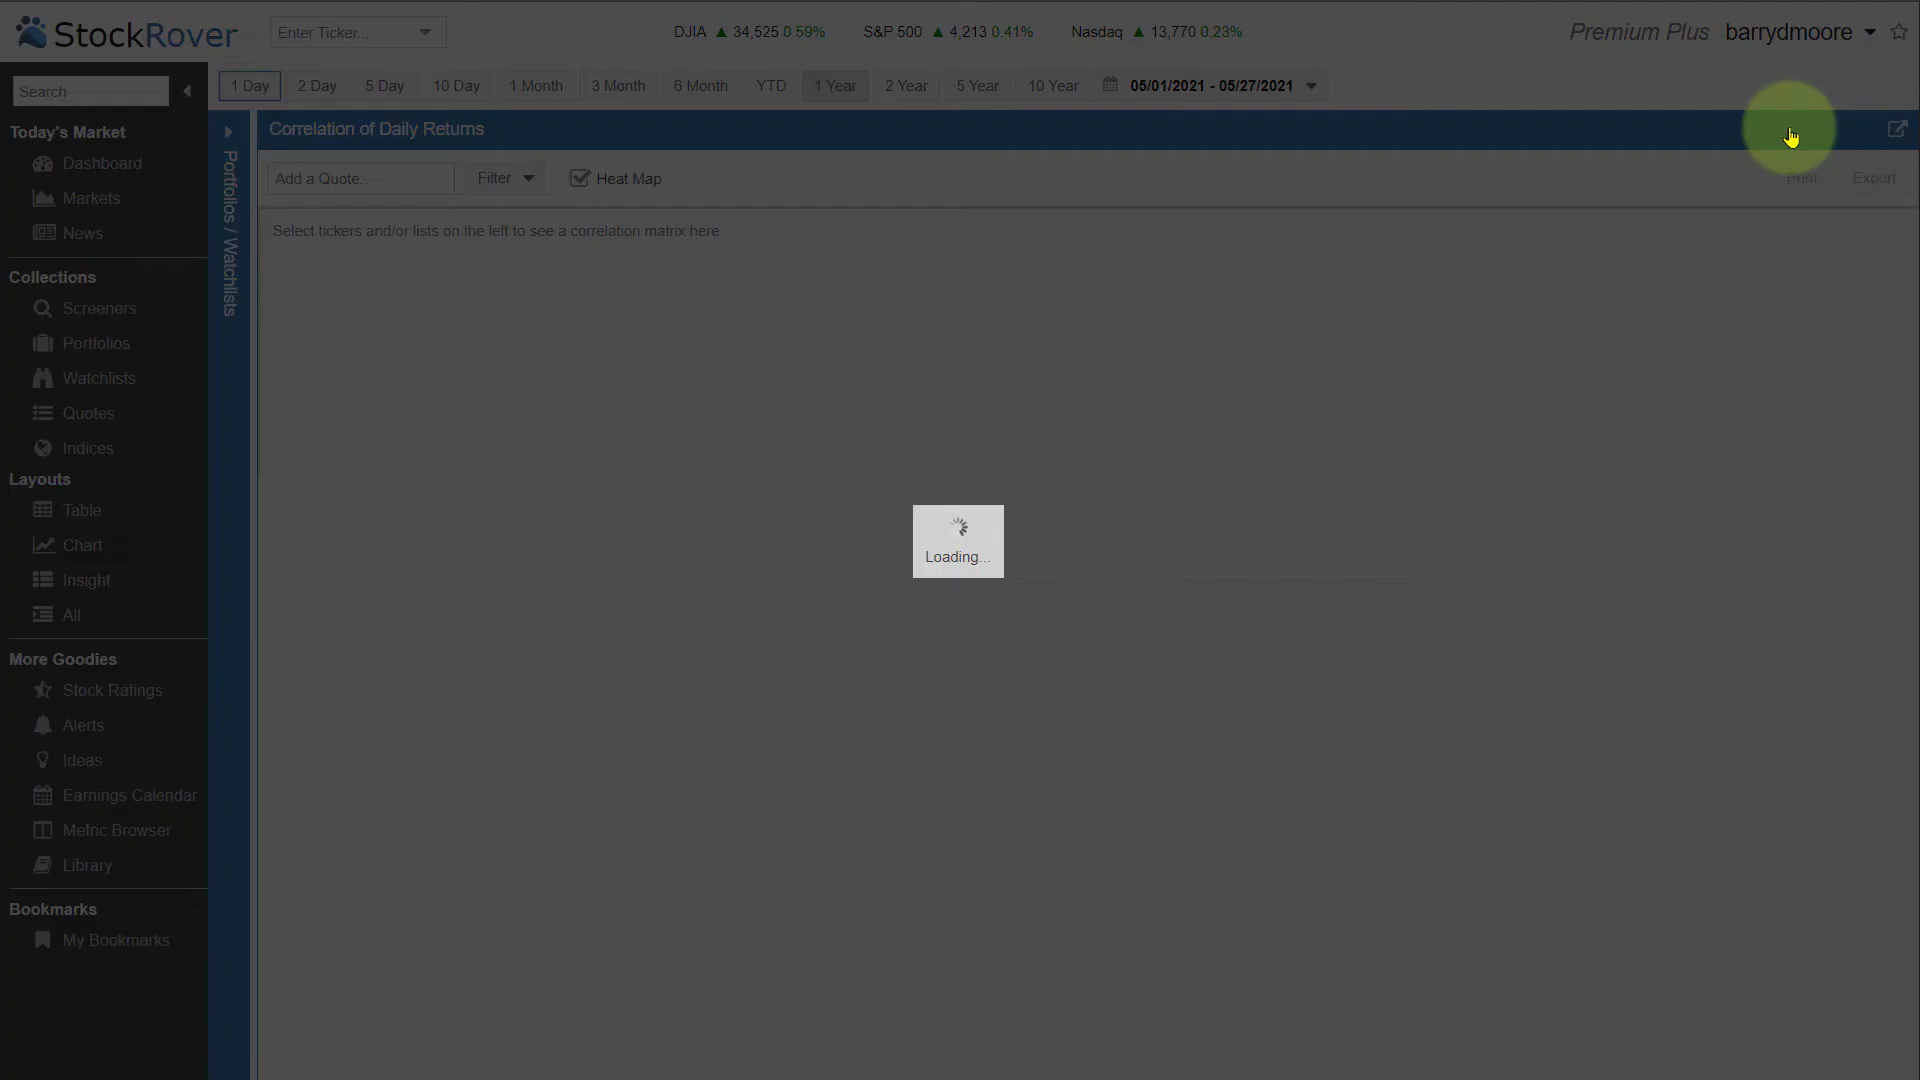 StockRover
Enter Ticker...
DJIA ▲ 34,525 0.59%
S&P 500 ▲ 4,213 0.41%
Nasdaq ▲ 13,770 0.23%
Premium Plus
barrydmoore
Search
1 Day
2 Day
5 Day
10 Day
1 Month
3 Month
6 Month
YTD
1 Year
2 Year
5 Year
10 Year
05/01/2021 - 05/27/2021
Today's Market
Dashboard
Markets
News
Collections
Screeners
Portfolios
Watchlists
Quotes
Indices
Layouts
Table
Chart
Insight
All
More Goodies
Stock Ratings
Alerts
Ideas
Earnings Calendar
Metric Browser
Library
Bookmarks
My Bookmarks
Portfolios / Watchlists
Correlation of Daily Returns
Add a Quote...
Filter
Heat Map
Print
Export
Select tickers and/or lists on the left to see a correlation matrix here.
Loading...